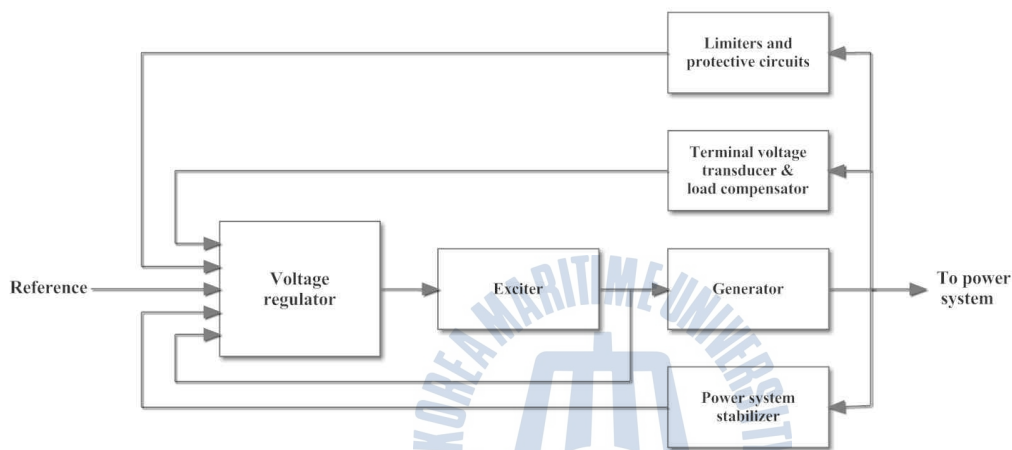 Limiters and
protective circuits
Terminal voltage
transducer &
load compensator
Reference
Voltage
regulator
Exciter
Generator
To power
system
Power system
stabilizer
KOREA MARITIME UNIVERSIT